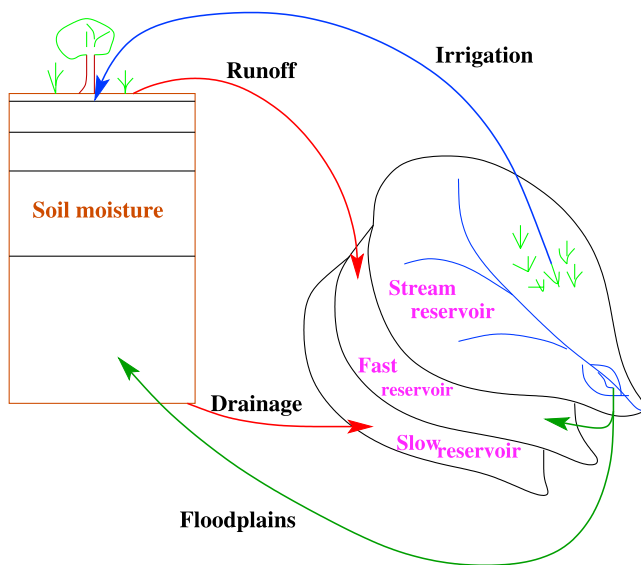 Irrigation
Runoff
Soil moisture
Stream
reservoir
Fast
reservoir
Drainage
Slow reservoir
Floodplains